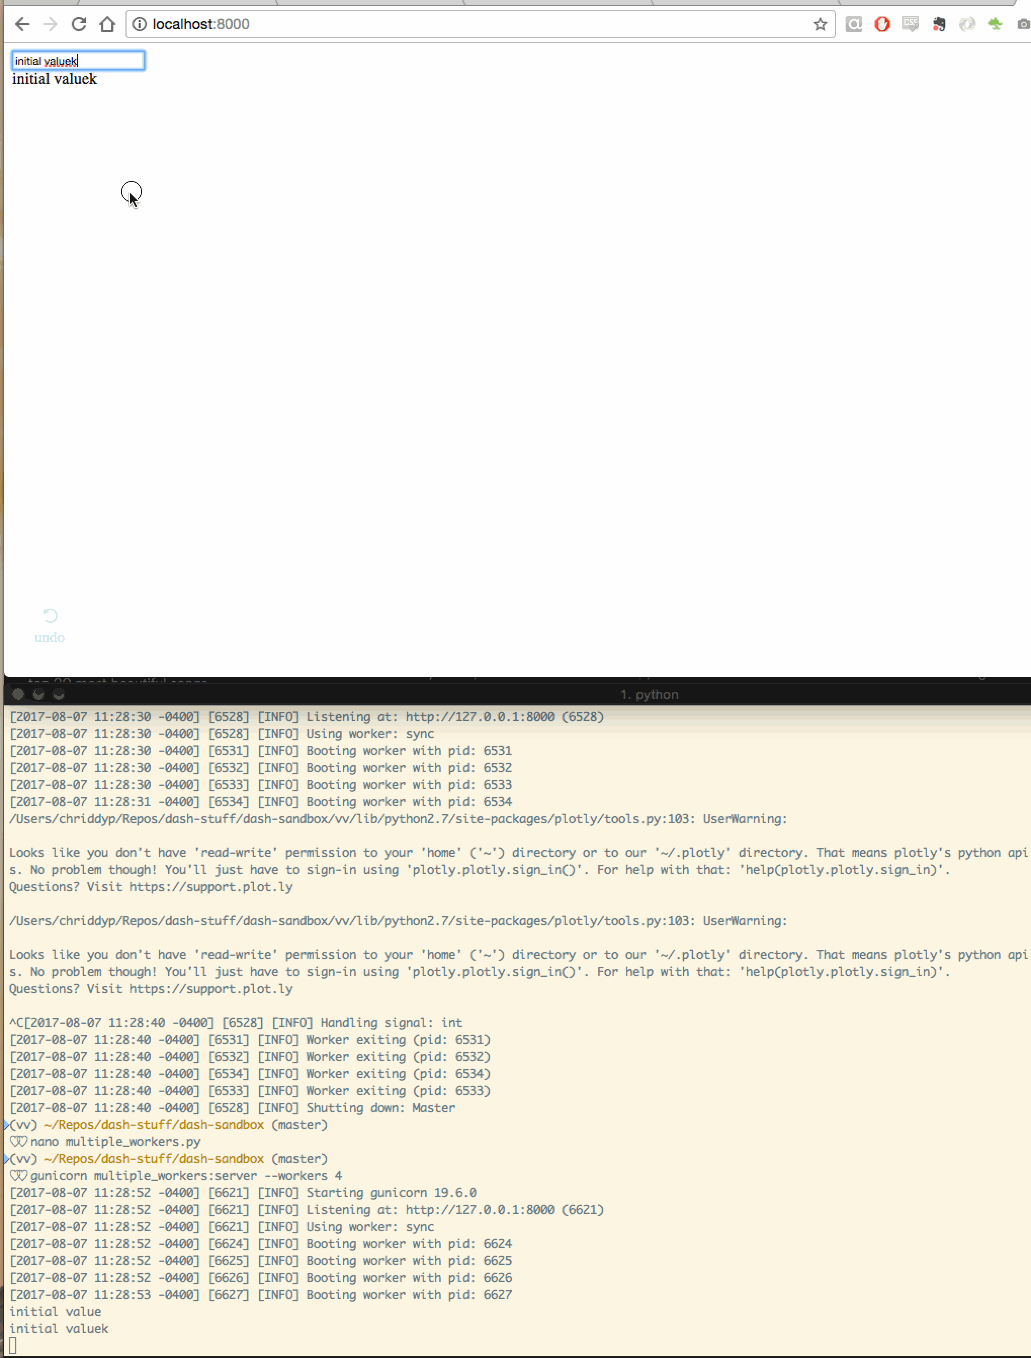 localhost:8000
initial valuek
initial valuek
undo
1. python
[2017-08-07 11:28:30 -0400] [6528] [INFO] Listening at: http://127.0.0.1:8000 (6528)
[2017-08-07 11:28:30 -0400] [6528] [INFO] Using worker: sync
[2017-08-07 11:28:30 -0400] [6531] [INFO] Booting worker with pid: 6531
[2017-08-07 11:28:30 -0400] [6532] [INFO] Booting worker with pid: 6532
[2017-08-07 11:28:30 -0400] [6533] [INFO] Booting worker with pid: 6533
[2017-08-07 11:28:31 -0400] [6534] [INFO] Booting worker with pid: 6534
/Users/chriddyp/Repos/dash-stuff/dash-sandbox/vv/lib/python2.7/site-packages/plotly/tools.py:103: UserWarning:
Looks like you don't have 'read-write' permission to your 'home' ('~') directory or to our '~/.plotly' directory. That means plotly's python api
s. No problem though! You'll just have to sign-in using 'plotly.plotly.sign_in()'. For help with that: 'help(plotly.plotly.sign_in)'.
Questions? Visit https://support.plot.ly
/Users/chriddyp/Repos/dash-stuff/dash-sandbox/vv/lib/python2.7/site-packages/plotly/tools.py:103: UserWarning:
Looks like you don't have 'read-write' permission to your 'home' ('~') directory or to our '~/.plotly' directory. That means plotly's python api
s. No problem though! You'll just have to sign-in using 'plotly.plotly.sign_in()'. For help with that: 'help(plotly.plotly.sign_in)'.
Questions? Visit https://support.plot.ly
^C[2017-08-07 11:28:40 -0400] [6528] [INFO] Handling signal: int
[2017-08-07 11:28:40 -0400] [6531] [INFO] Worker exiting (pid: 6531)
[2017-08-07 11:28:40 -0400] [6532] [INFO] Worker exiting (pid: 6532)
[2017-08-07 11:28:40 -0400] [6534] [INFO] Worker exiting (pid: 6534)
[2017-08-07 11:28:40 -0400] [6533] [INFO] Worker exiting (pid: 6533)
[2017-08-07 11:28:40 -0400] [6528] [INFO] Shutting down: Master
(vv) ~/Repos/dash-stuff/dash-sandbox (master)
nano multiple_workers.py
(vv) ~/Repos/dash-stuff/dash-sandbox (master)
gunicorn multiple_workers:server --workers 4
[2017-08-07 11:28:52 -0400] [6621] [INFO] Starting gunicorn 19.6.0
[2017-08-07 11:28:52 -0400] [6621] [INFO] Listening at: http://127.0.0.1:8000 (6621)
[2017-08-07 11:28:52 -0400] [6621] [INFO] Using worker: sync
[2017-08-07 11:28:52 -0400] [6624] [INFO] Booting worker with pid: 6624
[2017-08-07 11:28:52 -0400] [6625] [INFO] Booting worker with pid: 6625
[2017-08-07 11:28:52 -0400] [6626] [INFO] Booting worker with pid: 6626
[2017-08-07 11:28:53 -0400] [6627] [INFO] Booting worker with pid: 6627
initial value
initial valuek